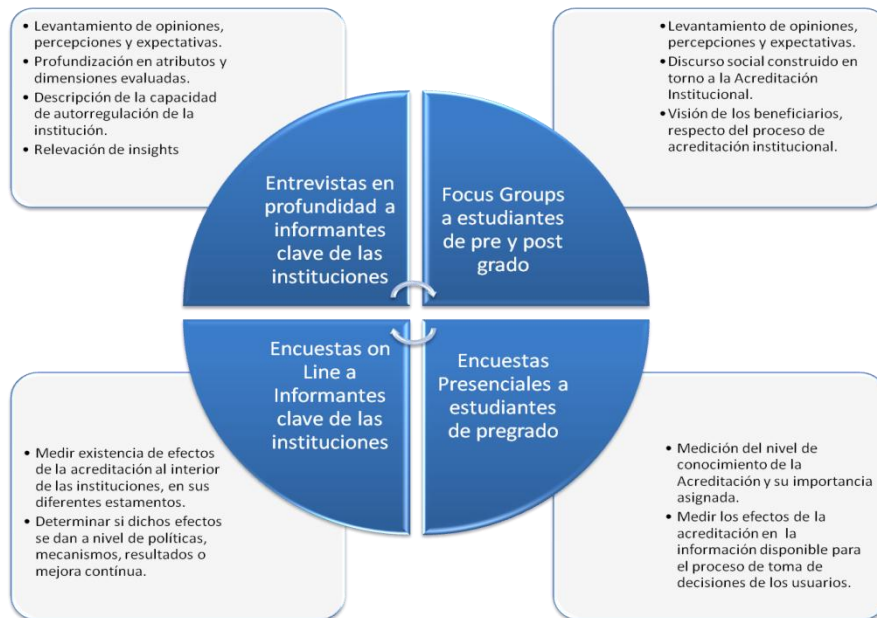 • Levantamiento de opiniones,
percepciones y expectativas.
• Profundización en atributos y
dimensiones evaluadas.
• Descripción de la capacidad
de autorregulación de la
institución.
• Relevación de insights
• Levantamiento de opiniones,
percepciones y expectativas.
• Discurso social construido en
torno a la Acreditación
Institucional.
• Visión de los beneficiarios,
respecto del proceso de
acreditación institucional.
Entrevistas en
profundidad a
informantes
clave de las
instituciones
Focus Groups
a estudiantes
de pre y post
grado
Encuestas on
Line a
Informantes
clave de las
instituciones
Encuestas
Presenciales a
estudiantes
de pregrado
• Medir existencia de efectos
de la acreditación al interior
de las instituciones, en sus
diferentes estamentos.
• Determinar si dichos efectos
se dan a nivel de políticas,
mecanismos, resultados o
mejora contínua.
• Medición del nivel de
conocimiento de la
Acreditación y su importancia
asignada.
• Medir los efectos de la
acreditación en la
información disponible para
el proceso de toma de
decisiones de los usuarios.